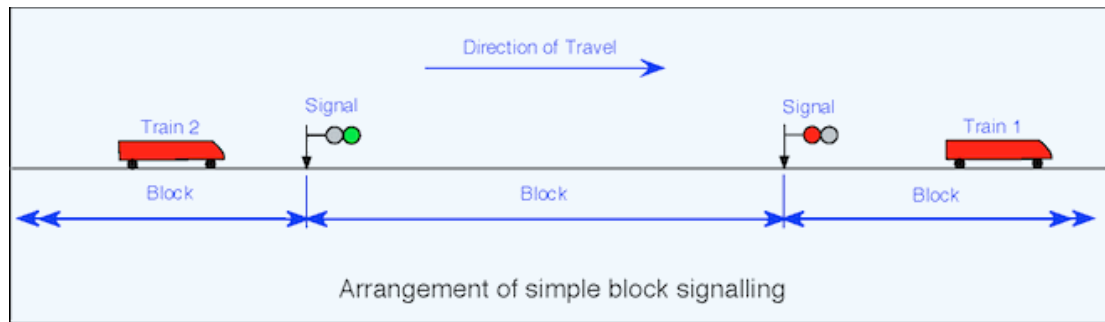 Direction of Travel
Signal
Signal
Train 2
Train 1
Block
Block
Block
Arrangement of simple block signalling